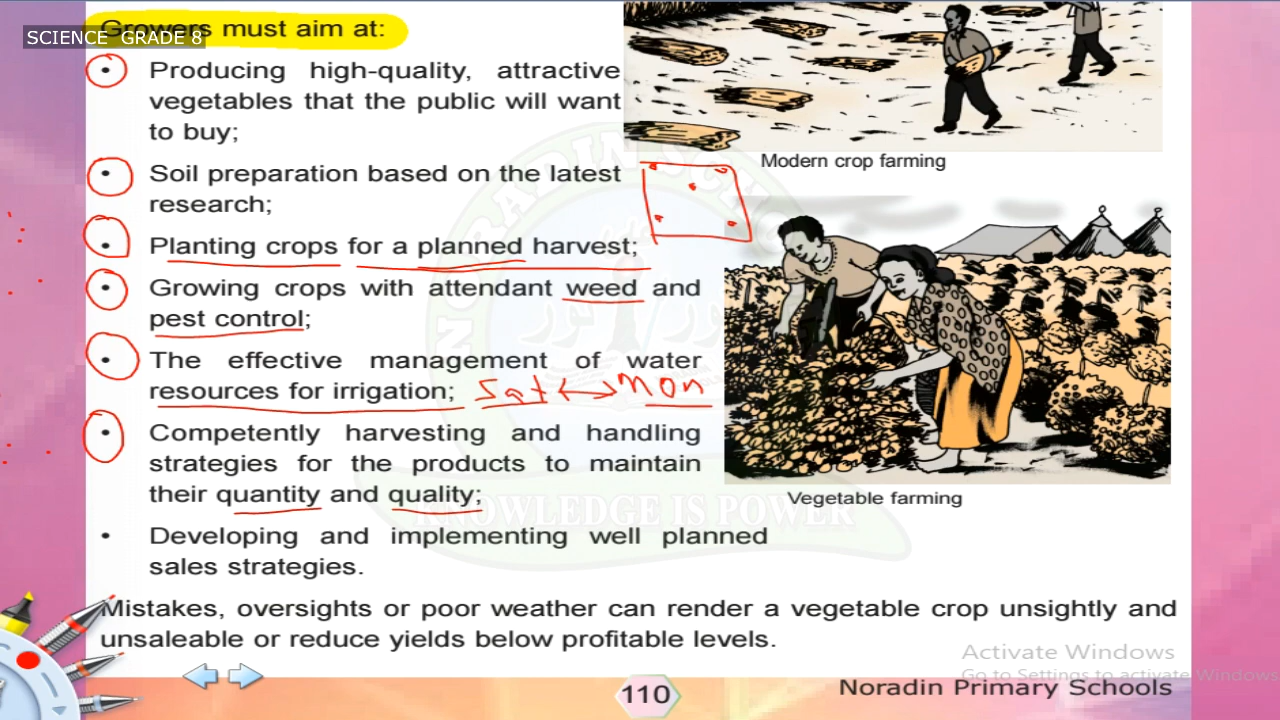 SCIENCE GRADE 8
Growers must aim at:
• Producing high-quality, attractive
vegetables that the public will want
to buy;
• Soil preparation based on the latest
research;
• Planting crops for a planned harvest;
• Growing crops with attendant weed and
pest control;
• The effective management of water
resources for irrigation; Sat ↔ Mon
• Competently harvesting and handling
strategies for the products to maintain
their quantity and quality;
• Developing and implementing well planned
sales strategies.
Mistakes, oversights or poor weather can render a vegetable crop unsightly and
unsaleable or reduce yields below profitable levels.
Modern crop farming
Vegetable farming
NORADIN SCHO
KNOWLEDGE IS POWER
Activate Windows
Go to Settings to activate Windows
110
Noradin Primary Schools